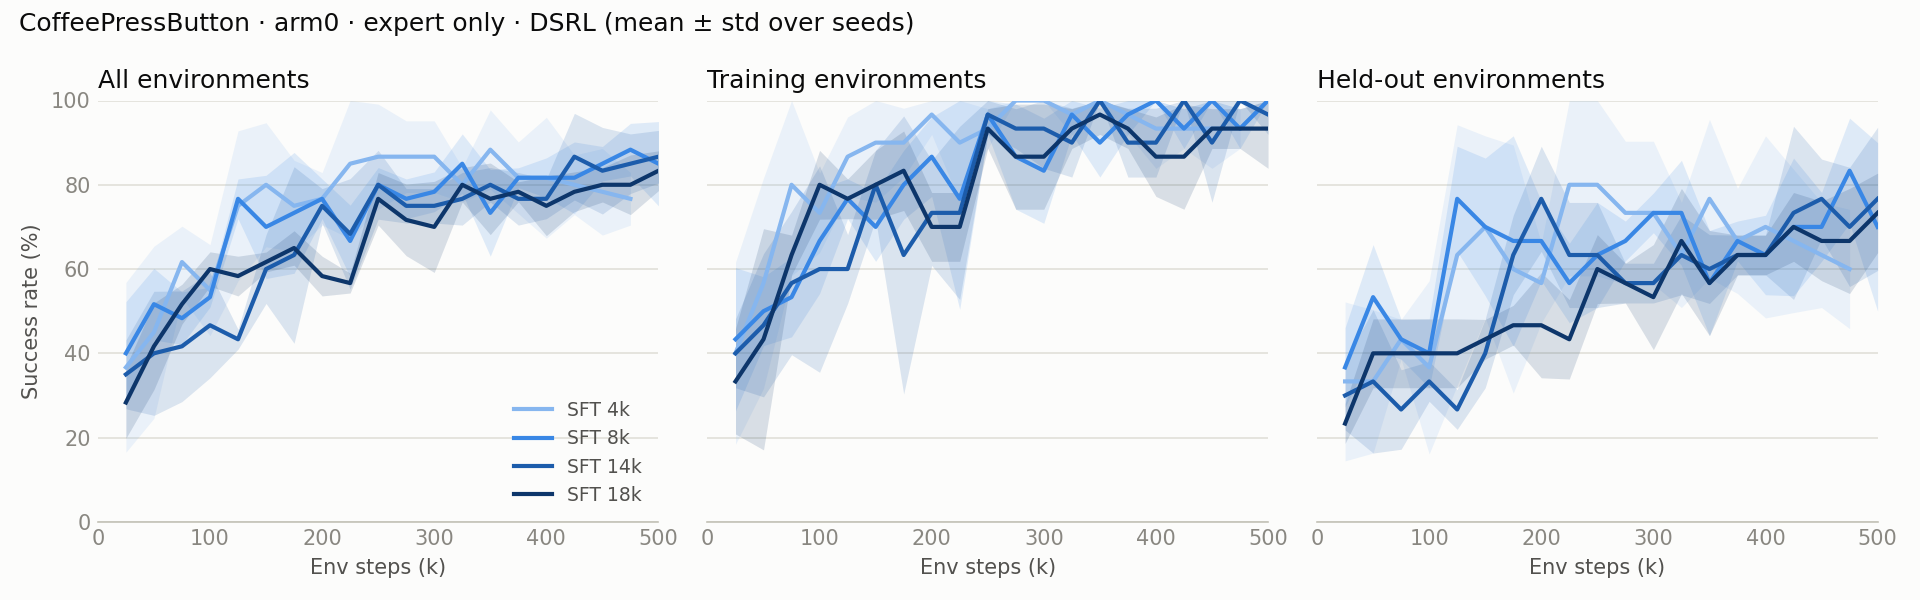 CoffeePressButton · arm0 · expert only · DSRL (mean ± std over seeds)
All environments
Training environments
Held-out environments
Success rate (%)
100
80
60
40
20
0
SFT 4k
SFT 8k
SFT 14k
SFT 18k
0 100 200 300 400 500
0 100 200 300 400 500
0 100 200 300 400 500
Env steps (k)
Env steps (k)
Env steps (k)